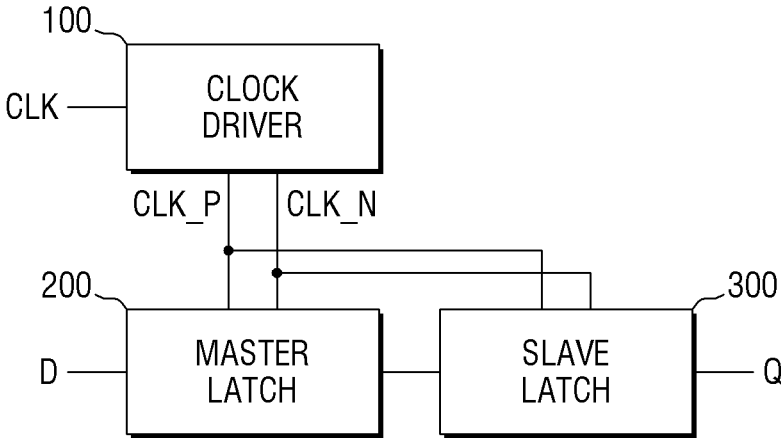 100
CLK
CLOCK
DRIVER
CLK_P
CLK_N
200
300
D
MASTER
LATCH
SLAVE
LATCH
Q